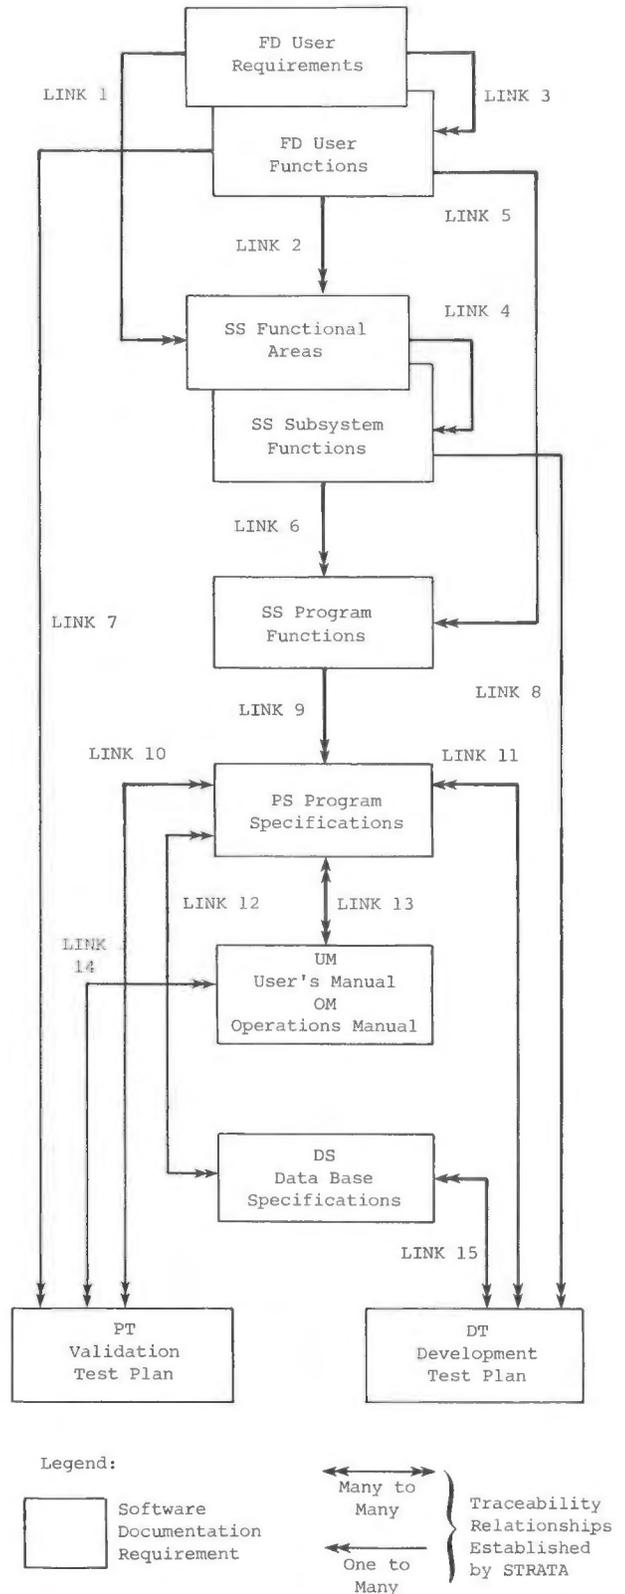 FD User
Requirements
LINK 1
LINK 3
FD User
Functions
LINK 5
LINK 2
LINK 4
SS Functional
Areas
SS Subsystem
Functions
LINK 6
SS Program
Functions
LINK 7
LINK 8
LINK 9
LINK 10
LINK 11
PS Program
Specifications
LINK 12
LINK 13
LINK
14
UM
User's Manual
OM
Operations Manual
DS
Data Base
Specifications
LINK 15
PT
Validation
Test Plan
DT
Development
Test Plan
Legend:
Software
Documentation
Requirement
Many to
Many
One to
Many
Traceability
Relationships
Established
by STRATA